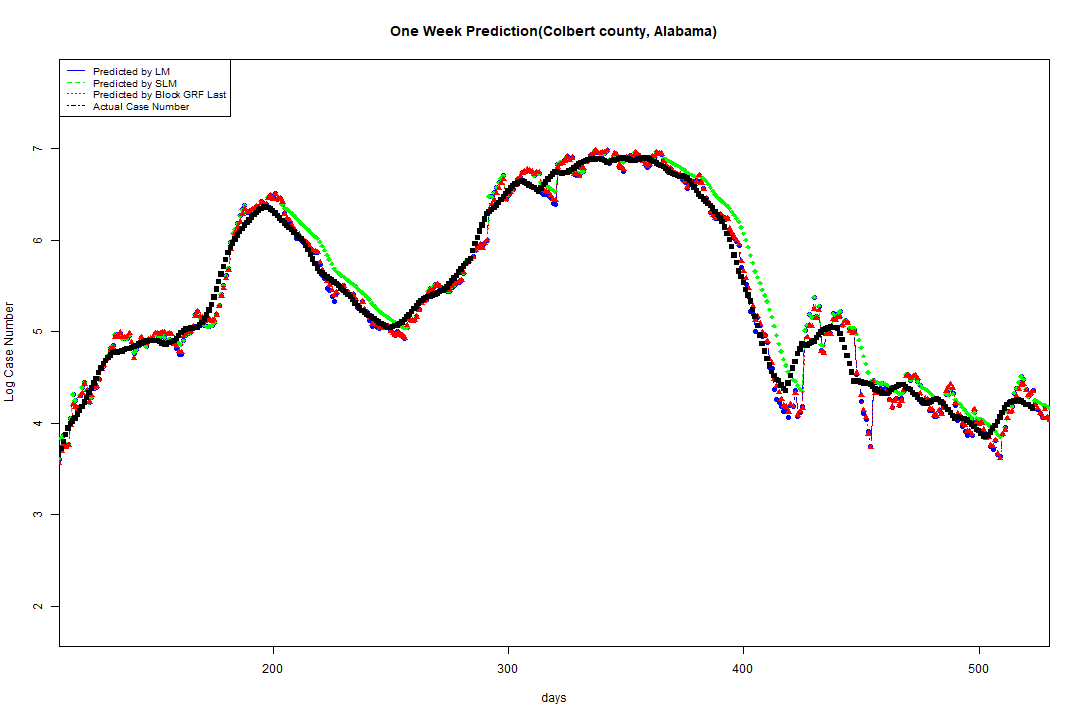 One Week Prediction(Colbert county, Alabama)
Predicted by LM
Predicted by SLM
Predicted by Block GRF Last
Actual Case Number
7
6
5
4
3
2
Log Case Number
200 300 400 500
days